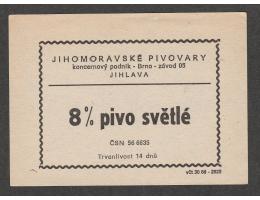 JIHOMORAVSKÉ PIVOVARY
koncernový podnik - Brno - závod 05
JIHLAVA
8% pivo světlé
ČSN 56 6635
Trvanlivost 14 dnů